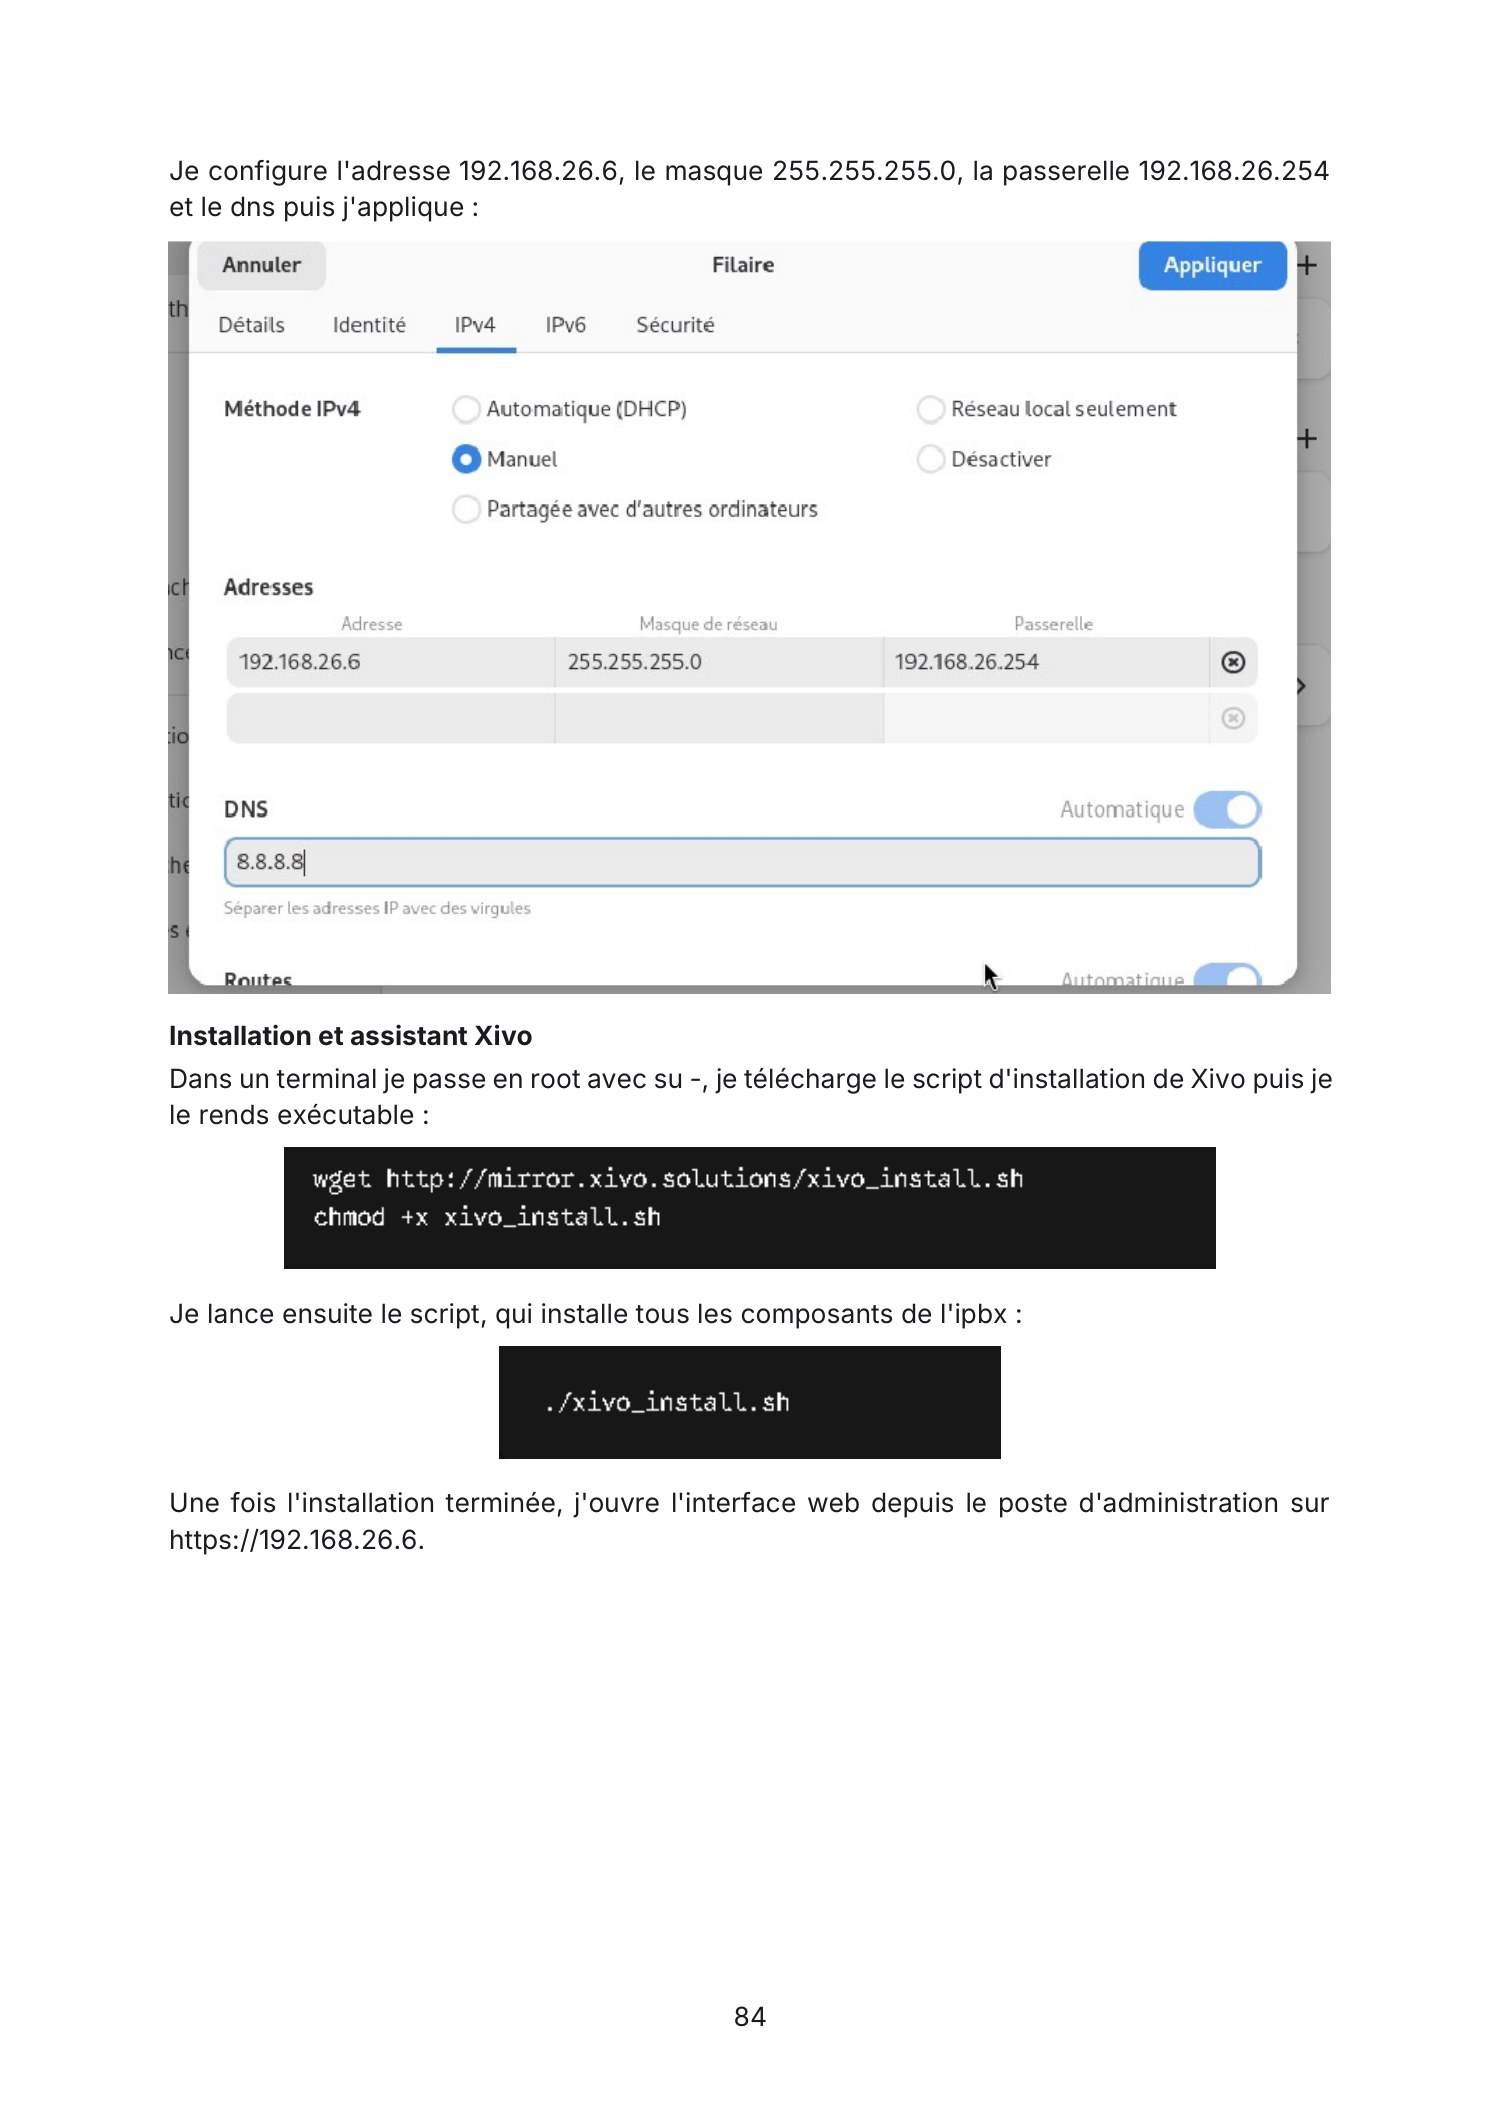 Je configure l'adresse 192.168.26.6, le masque 255.255.255.0, la passerelle 192.168.26.254
et le dns puis j'applique :
Annuler
Filaire
Appliquer
Détails
Identité
IPv4
IPv6
Sécurité
Méthode IPv4
Automatique (DHCP)
Réseau local seulement
Manuel
Désactiver
Partagée avec d'autres ordinateurs
Adresses
Adresse
Masque de réseau
Passerelle
192.168.26.6
255.255.255.0
192.168.26.254
DNS
Automatique
8.8.8.8
Séparer les adresses IP avec des virgules
Routes
Automatique
Installation et assistant Xivo
Dans un terminal je passe en root avec su -, je télécharge le script d'installation de Xivo puis je
le rends exécutable :
wget http://mirror.xivo.solutions/xivo_install.sh
chmod +x xivo_install.sh
Je lance ensuite le script, qui installe tous les composants de l'ipbx :
./xivo_install.sh
Une fois l'installation terminée, j'ouvre l'interface web depuis le poste d'administration sur
https://192.168.26.6.
84